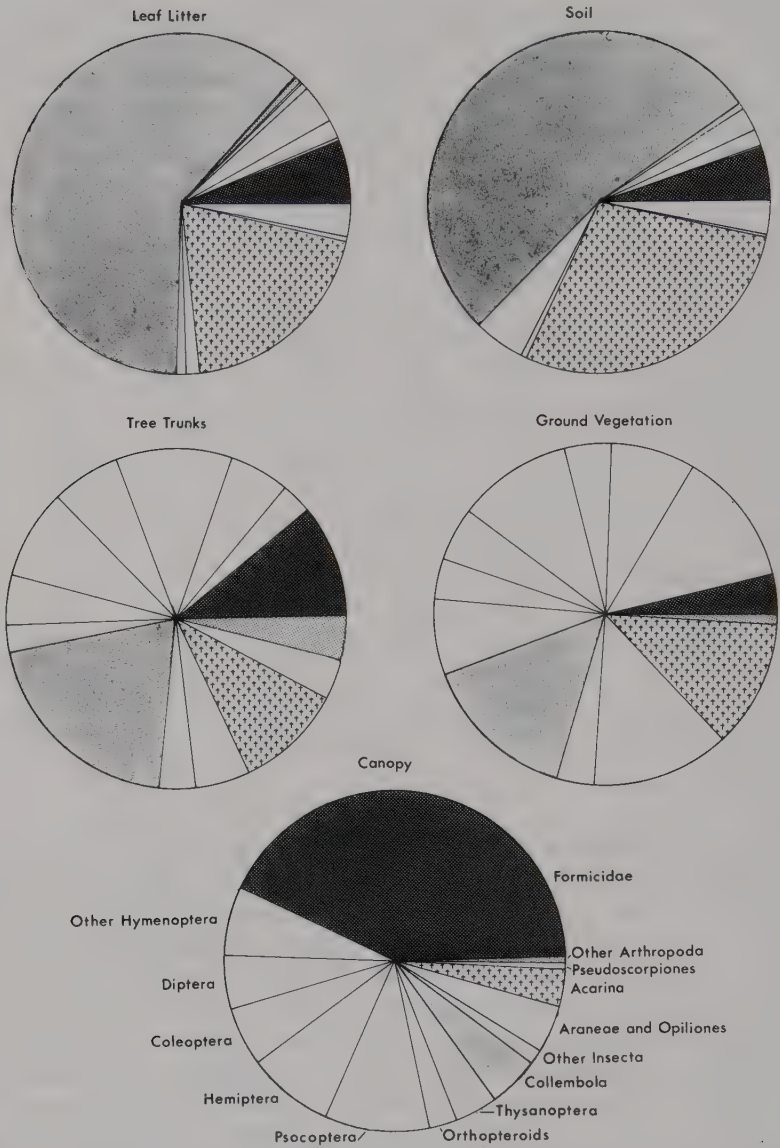 Leaf Litter
Soil
Tree Trunks
Ground Vegetation
Canopy
Formicidae
Other Arthropoda
Pseudoscorpiones
Acarina
Araneae and Opiliones
Other Insecta
Collembola
Thysanoptera
Orthopteroids
Psocoptera
Hemiptera
Coleoptera
Diptera
Other Hymenoptera